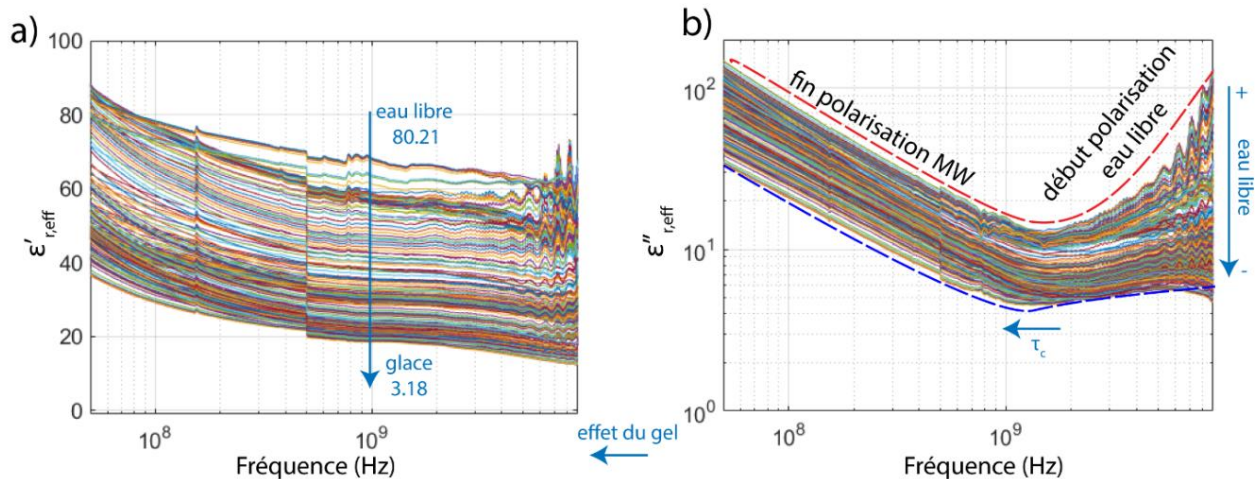 a)
100
80
60
40
20
0
ε′r,eff
eau libre
80.21
glace
3.18
10^8
10^9
Fréquence (Hz)
effet du gel
b)
10^2
10^1
10^0
ε″r,eff
fin polarisation MW
début polarisation
eau libre
+
eau libre
-
τc
10^8
10^9
Fréquence (Hz)